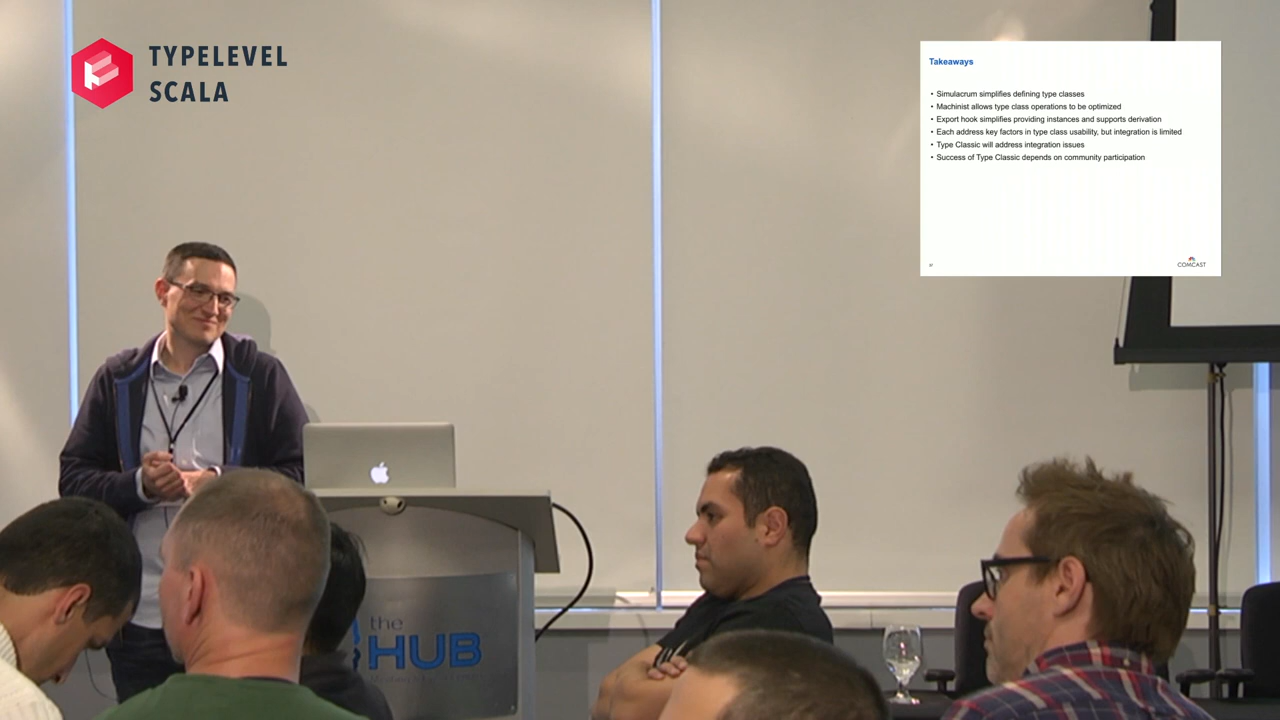 TYPELEVEL
SCALA
Takeaways
• Simulacrum simplifies defining type classes
• Machinist allows type class operations to be optimized
• Export hook simplifies providing instances and supports derivation
• Each address key factors in type class usability, but integration is limited
• Type Classic will address integration issues
• Success of Type Classic depends on community participation
COMCAST
the
HUB